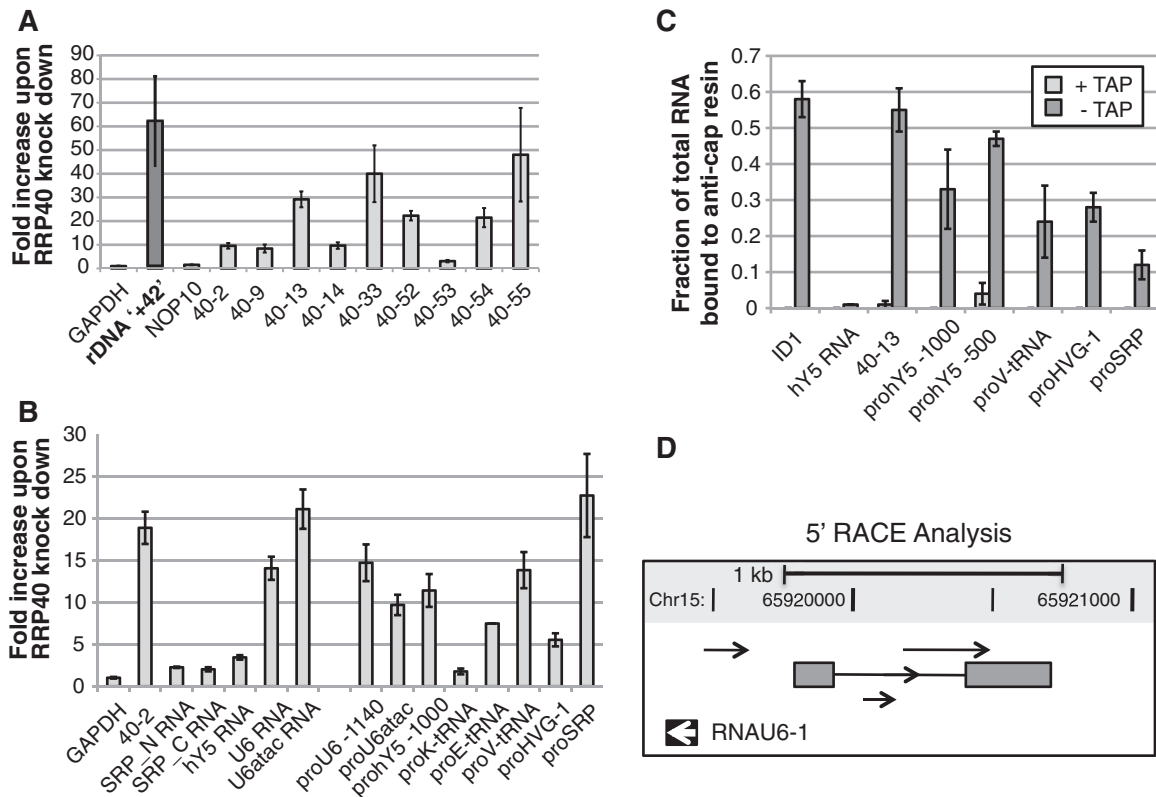 A
Fold increase upon
RRP40 knock down
90
80
70
60
50
40
30
20
10
0
GAPDH
rDNA '+42'
NOP10
40-2
40-9
40-13
40-14
40-33
40-52
40-53
40-54
40-55
B
Fold increase upon
RRP40 knock down
30
25
20
15
10
5
0
GAPDH
40-2
SRP_N RNA
SRP_C RNA
hY5 RNA
U6 RNA
U6atac RNA
proU6 -1140
proU6atac
prohY5 -1000
proK-tRNA
proE-tRNA
proV-tRNA
proHVG-1
proSRP
C
Fraction of total RNA
bound to anti-cap resin
0.7
0.6
0.5
0.4
0.3
0.2
0.1
0
+ TAP
- TAP
ID1
hY5 RNA
40-13
prohY5 -1000
prohY5 -500
proV-tRNA
proHVG-1
proSRP
D
5' RACE Analysis
1 kb
Chr15:
65920000
65921000
RNAU6-1